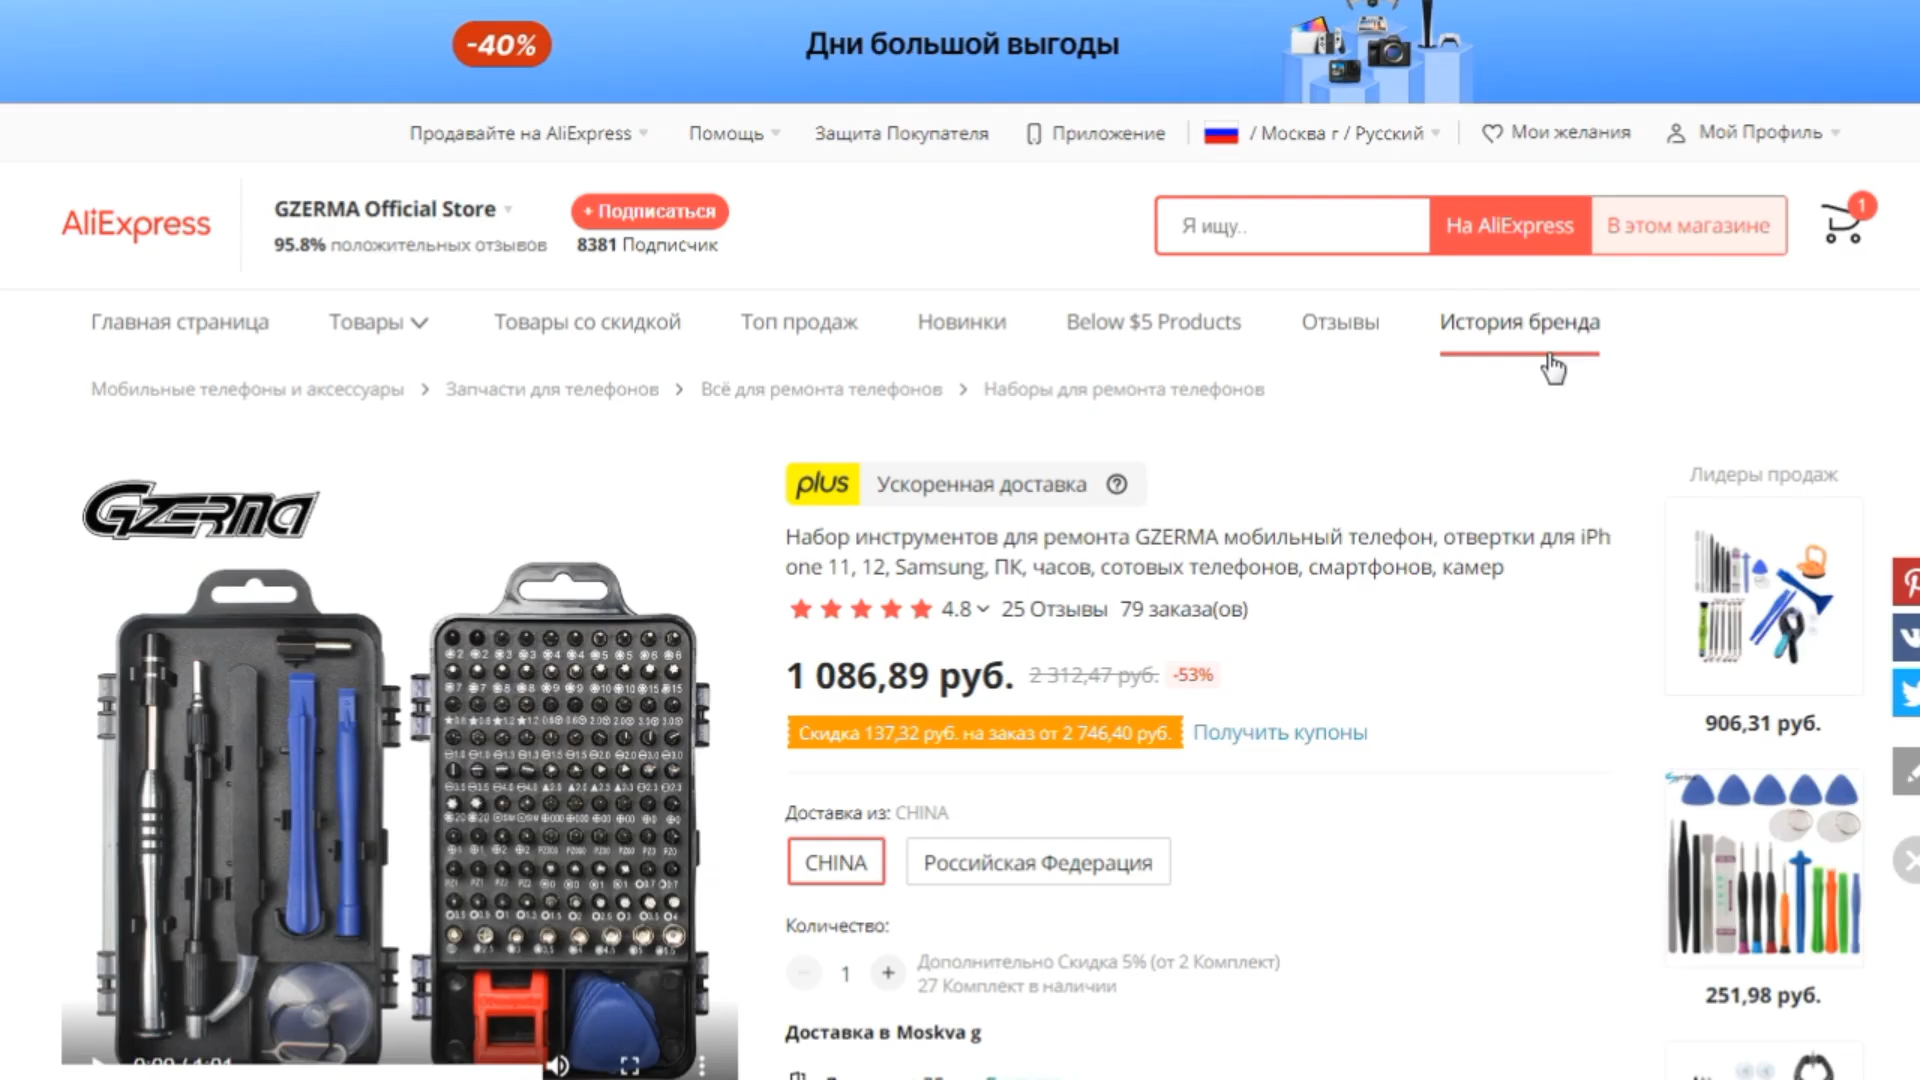 -40%
Дни большой выгоды
Продавайте на AliExpress
Помощь
Защита Покупателя
Приложение
/ Москва г / Русский
Мои желания
Мой Профиль
AliExpress
GZERMA Official Store
+ Подписаться
95.8% положительных отзывов
8381 Подписчик
Я ищу..
На AliExpress
В этом магазине
1
Главная страница
Товары
Товары со скидкой
Топ продаж
Новинки
Below $5 Products
Отзывы
История бренда
Мобильные телефоны и аксессуары > Запчасти для телефонов > Всё для ремонта телефонов > Наборы для ремонта телефонов
GZERMA
plus
Ускоренная доставка
Набор инструментов для ремонта GZERMA мобильный телефон, отвертки для iPh
one 11, 12, Samsung, ПК, часов, сотовых телефонов, смартфонов, камер
4.8
25 Отзывы
79 заказа(ов)
1 086,89 руб.
2 312,47 руб.
-53%
Скидка 137,32 руб. на заказ от 2 746,40 руб.
Получить купоны
Доставка из: CHINA
CHINA
Российская Федерация
Количество:
1
Дополнительно Скидка 5% (от 2 Комплект)
27 Комплект в наличии
Доставка в Moskva g
Лидеры продаж
906,31 руб.
251,98 руб.